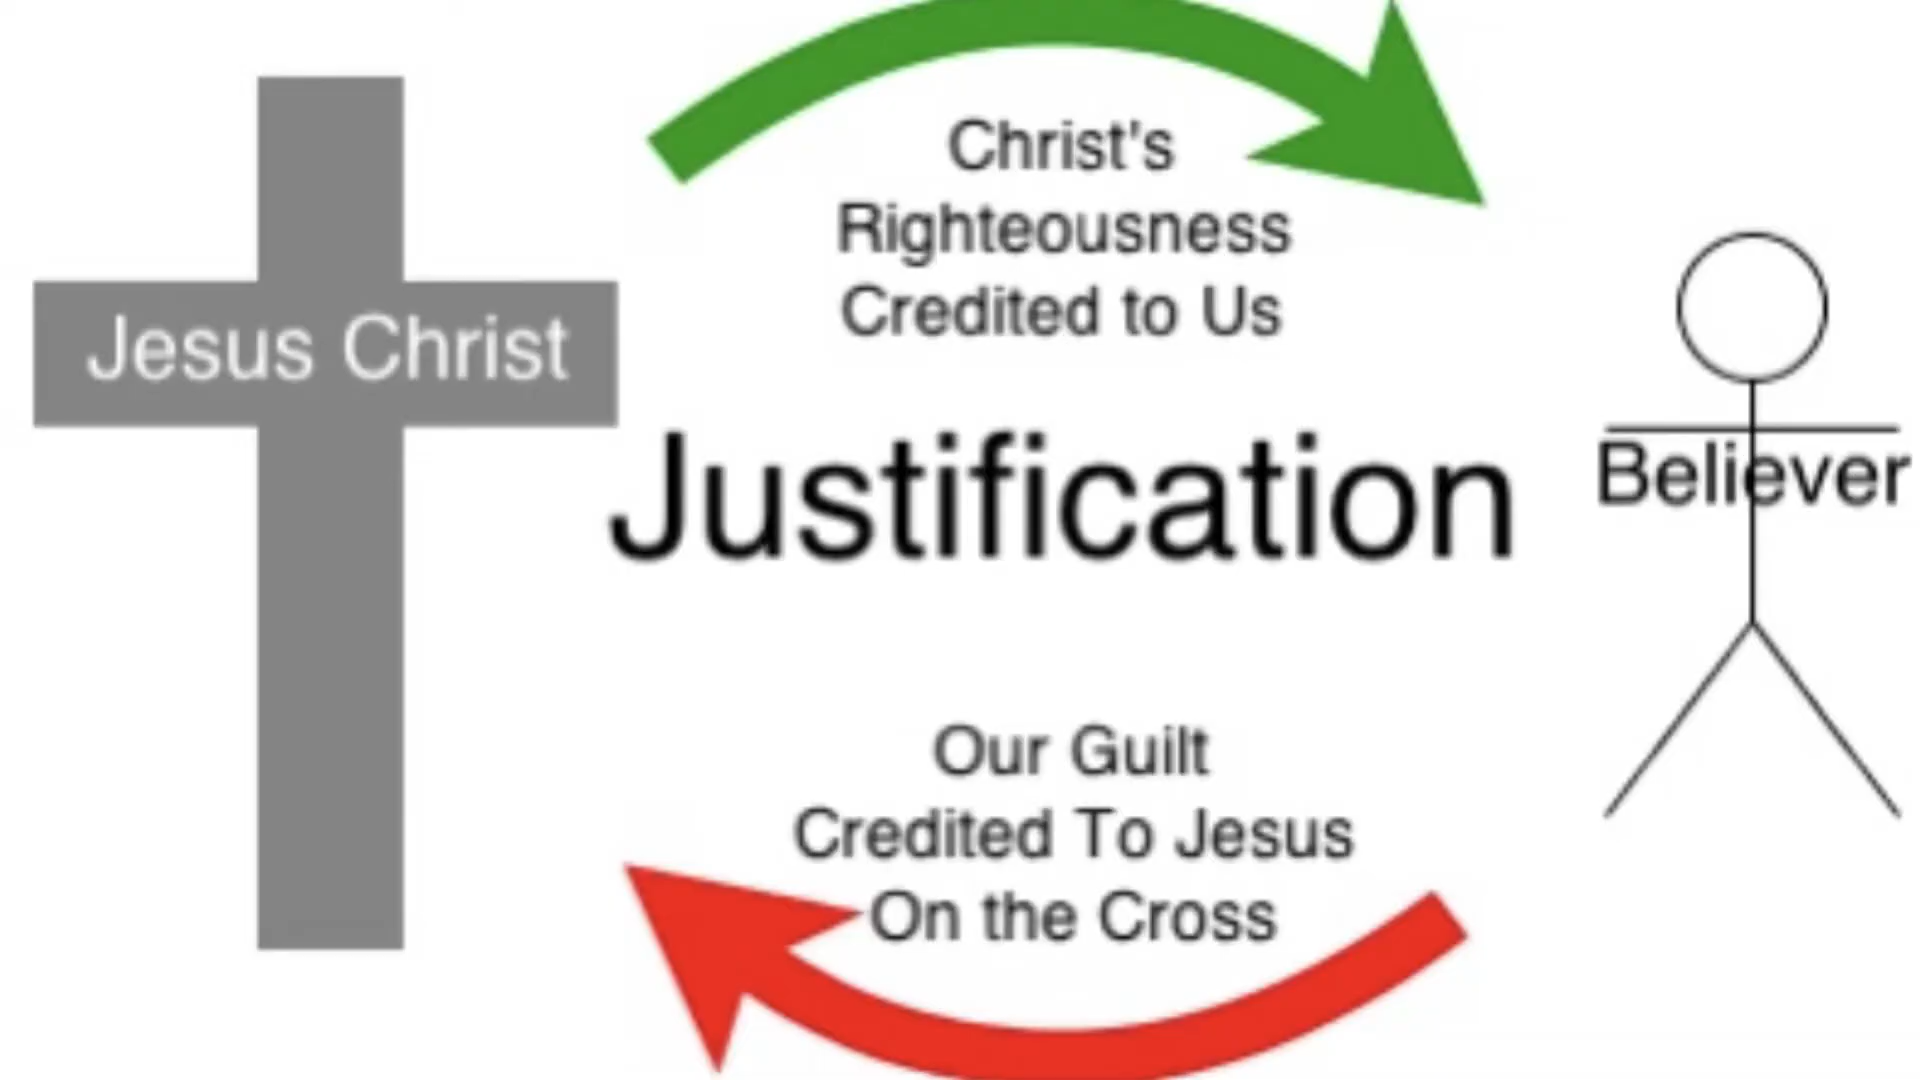 Jesus Christ
Christ's
Righteousness
Credited to Us
Justification
Believer
Our Guilt
Credited To Jesus
On the Cross